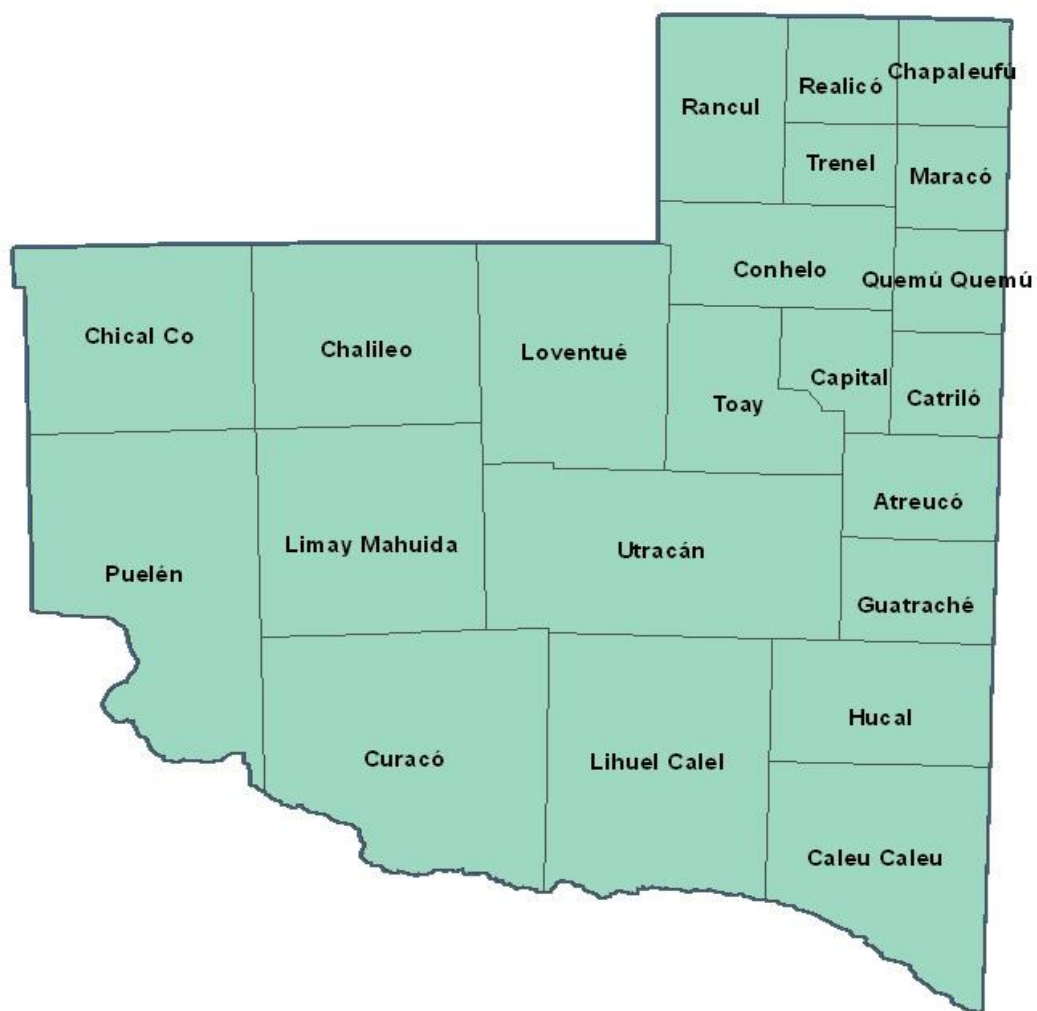 Chapaleufú
Realicó
Rancul
Trenel
Maracó
Conhelo
Quemú Quemú
Chical Co
Chalileo
Loventué
Capital
Catriló
Toay
Atreucó
Limay Mahuida
Utracán
Puelén
Guatraché
Hucal
Curacó
Lihuel Calel
Caleu Caleu